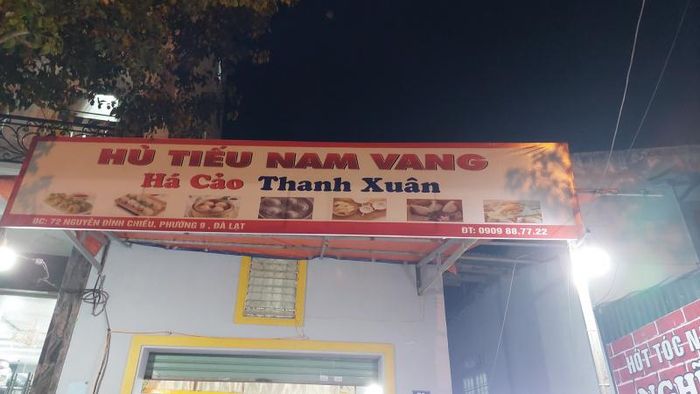 HỦ TIẾU NAM VANG
Há Cảo Thanh Xuân
ĐC: 72 NGUYỄN ĐÌNH CHIỂU, PHƯỜNG 9 , ĐÀ LẠT
ĐT: 0909 88.77.22
HỚT TÓC N
NGHĨ